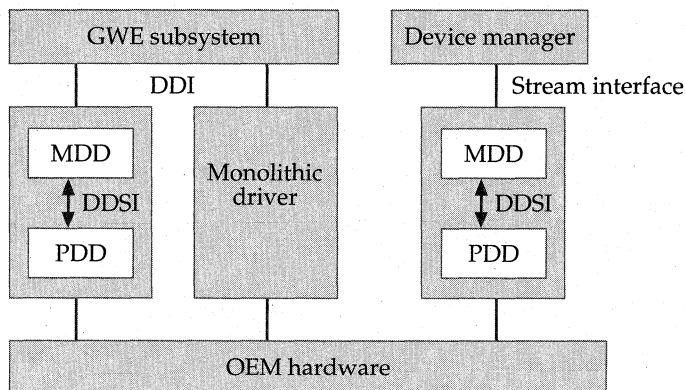 GWE subsystem
Device manager
DDI
Stream interface
MDD
DDSI
PDD
Monolithic
driver
MDD
DDSI
PDD
OEM hardware